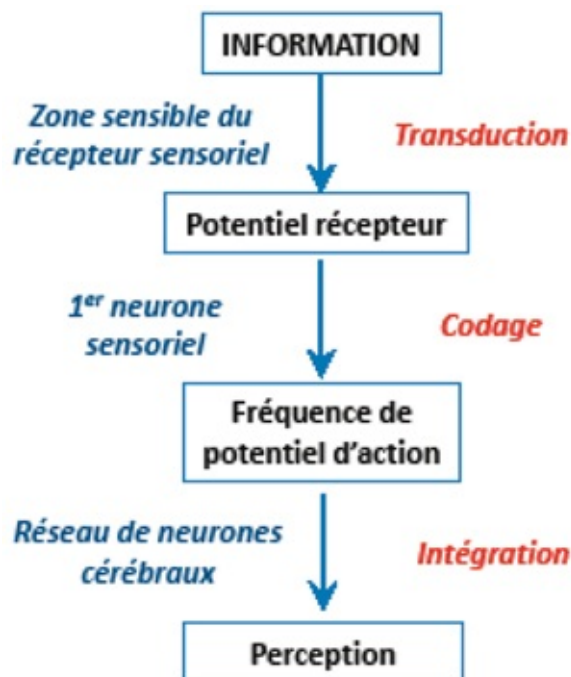 INFORMATION
Zone sensible du
récepteur sensoriel
Transduction
Potentiel récepteur
1er neurone
sensoriel
Codage
Fréquence de
potentiel d'action
Réseau de neurones
cérébraux
Intégration
Perception